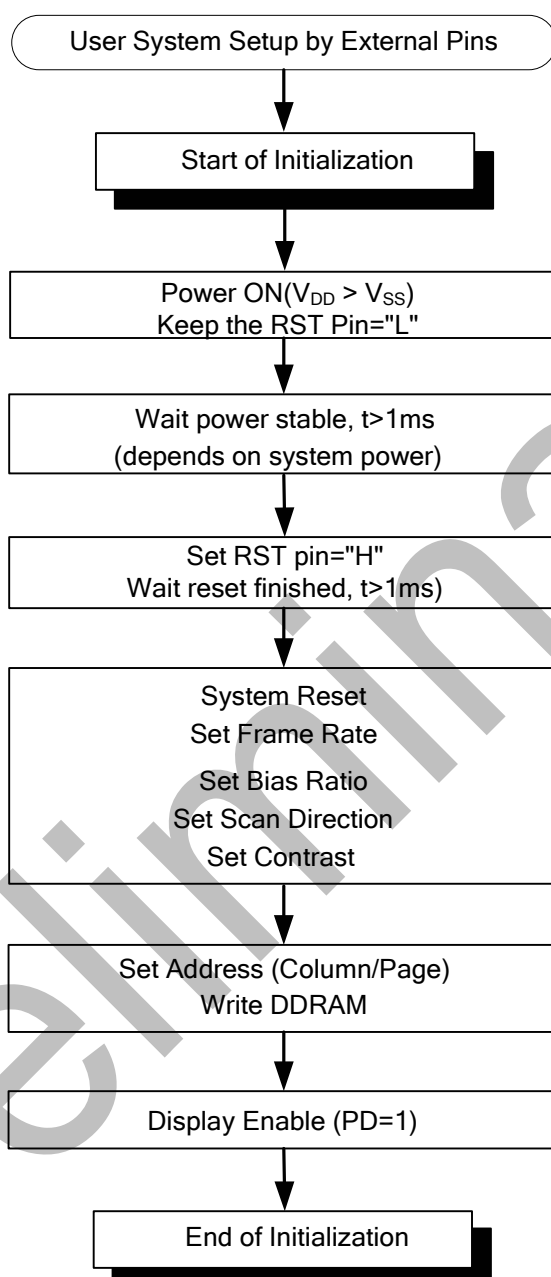 User System Setup by External Pins
Start of Initialization
Power ON(VDD > VSS)
Keep the RST Pin="L"
Wait power stable, t>1ms
(depends on system power)
Set RST pin="H"
Wait reset finished, t>1ms)
System Reset
Set Frame Rate
Set Bias Ratio
Set Scan Direction
Set Contrast
Set Address (Column/Page)
Write DDRAM
Display Enable (PD=1)
End of Initialization
elimina